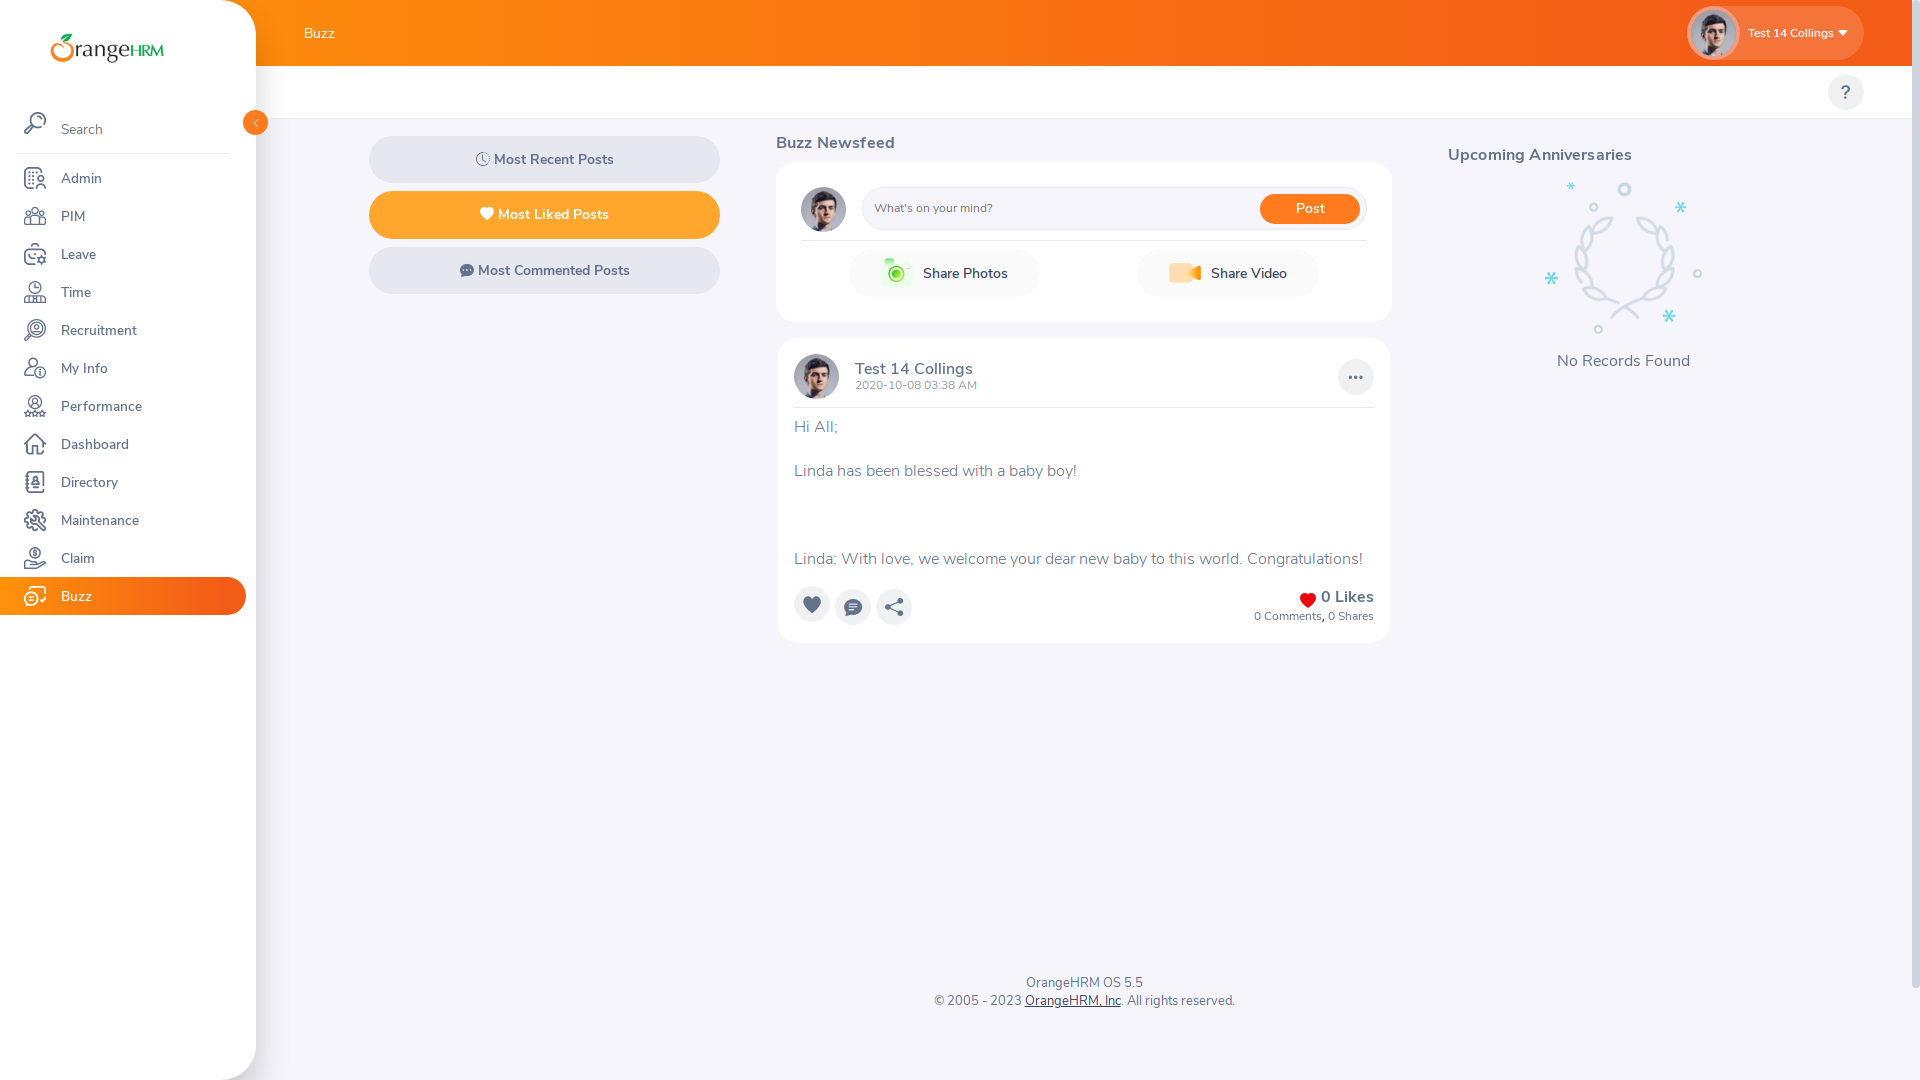 OrangeHRM
Search
Admin
PIM
Leave
Time
Recruitment
My Info
Performance
Dashboard
Directory
Maintenance
Claim
Buzz
Buzz
Test 14 Collings
?
Most Recent Posts
Most Liked Posts
Most Commented Posts
Buzz Newsfeed
What's on your mind?
Post
Share Photos
Share Video
Test 14 Collings
2020-10-08 03:38 AM
Hi All;
Linda has been blessed with a baby boy!
Linda: With love, we welcome your dear new baby to this world. Congratulations!
0 Likes
0 Comments, 0 Shares
Upcoming Anniversaries
No Records Found
OrangeHRM OS 5.5
© 2005 - 2023 OrangeHRM, Inc. All rights reserved.